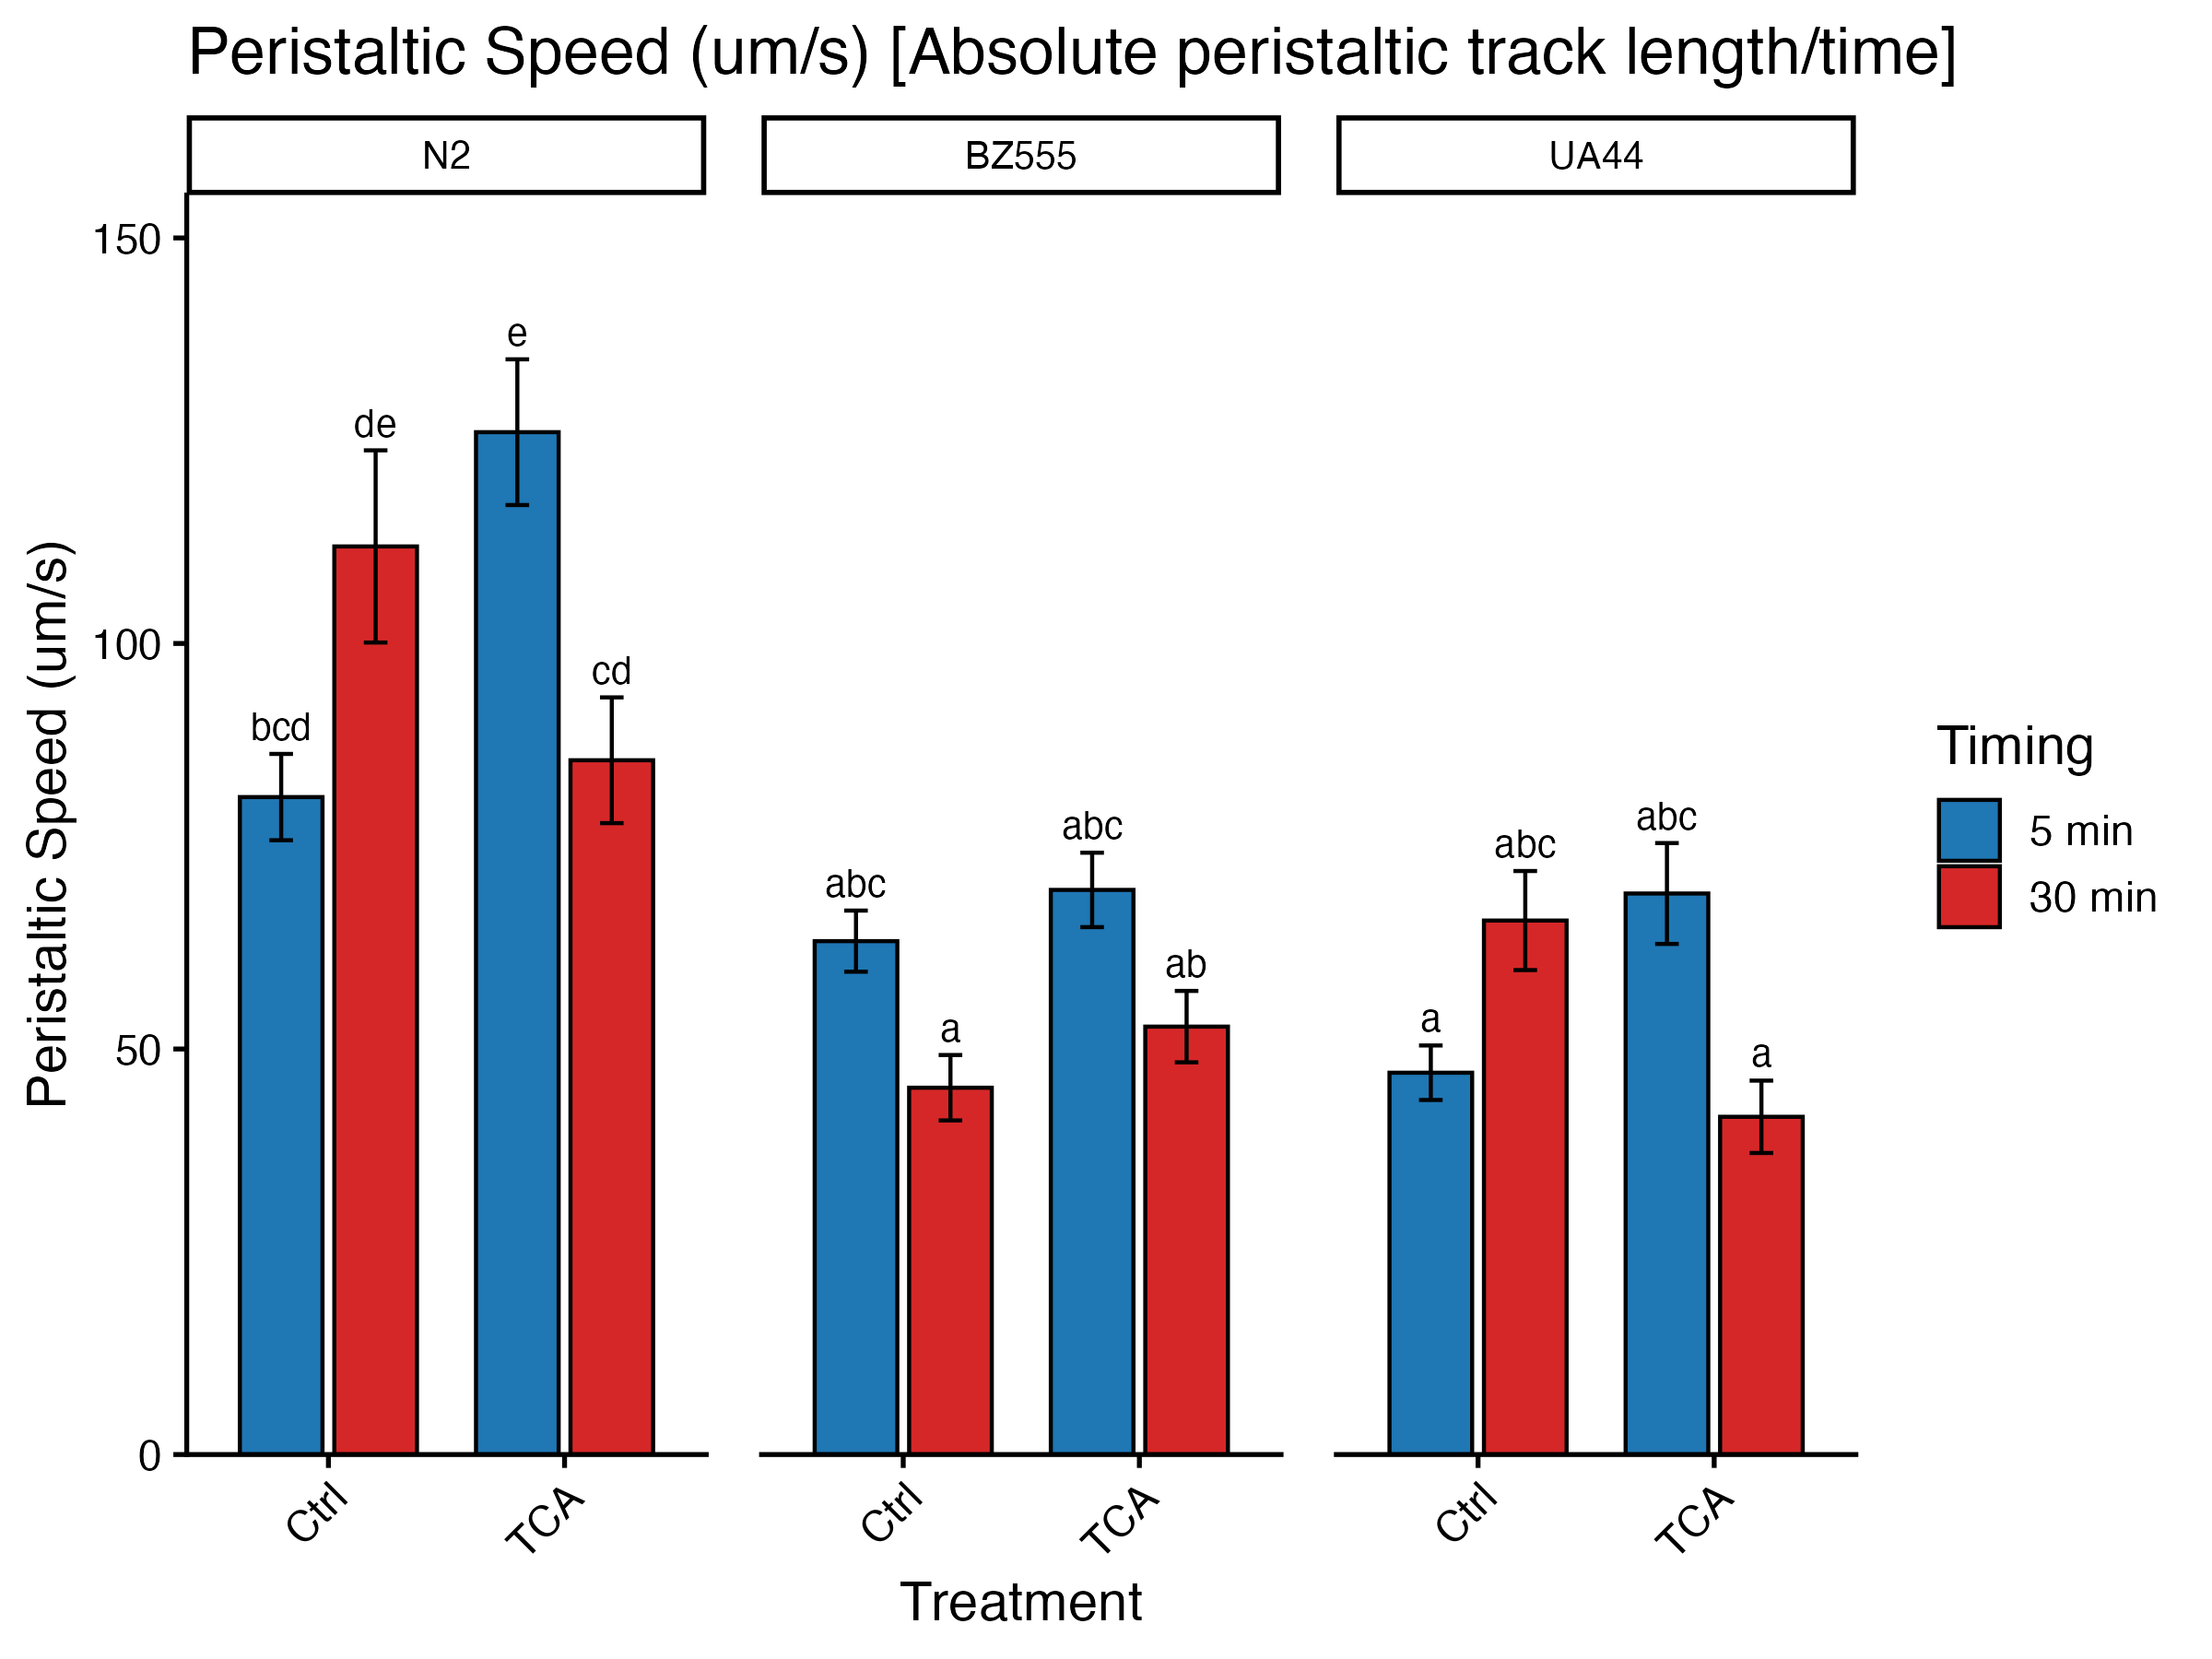 Peristaltic Speed (um/s) [Absolute peristaltic track length/time]
N2
BZ555
UA44
150
100
50
0
Peristaltic Speed (um/s)
bcd
de
e
cd
abc
a
abc
ab
a
abc
abc
a
Ctrl
TCA
Ctrl
TCA
Ctrl
TCA
Treatment
Timing
5 min
30 min